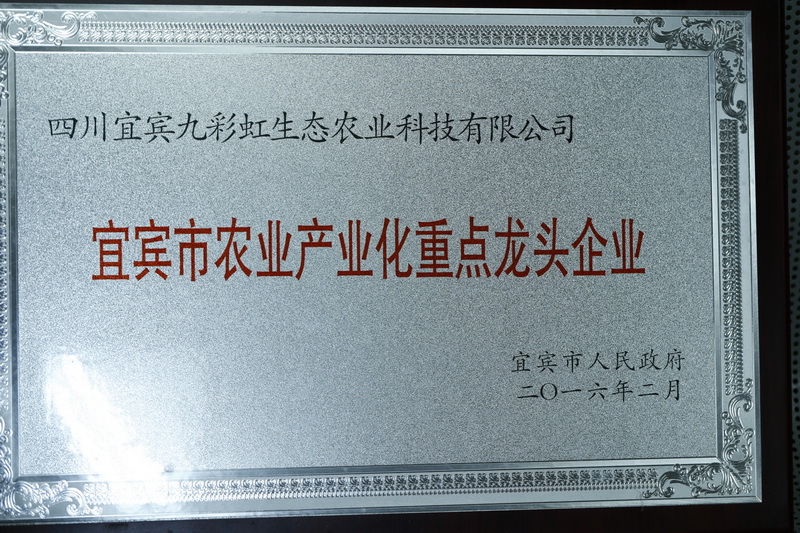 四川宜宾九彩虹生态农业科技有限公司
宜宾市农业产业化重点龙头企业
宜宾市人民政府
二〇一六年二月